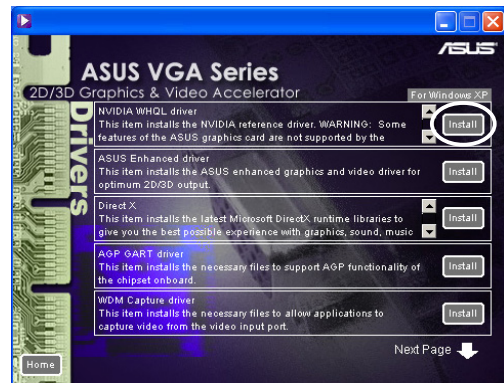 ASUS
ASUS VGA Series
2D/3D Graphics & Video Accelerator
For Windows XP
Drivers
NVIDIA WHQL driver
This item installs the NVIDIA reference driver. WARNING: Some
features of the ASUS graphics card are not supported by the
Install
ASUS Enhanced driver
This item installs the ASUS enhanced graphics and video driver for
optimum 2D/3D output.
Install
Direct X
This item installs the latest Microsoft DirectX runtime libraries to
give you the best possible experience with graphics, sound, music
Install
AGP GART driver
This item installs the necessary files to support AGP functionality of
the chipset onboard.
Install
WDM Capture driver
This item installs the necessary files to allow applications to
capture video from the video input port.
Install
Next Page
Home